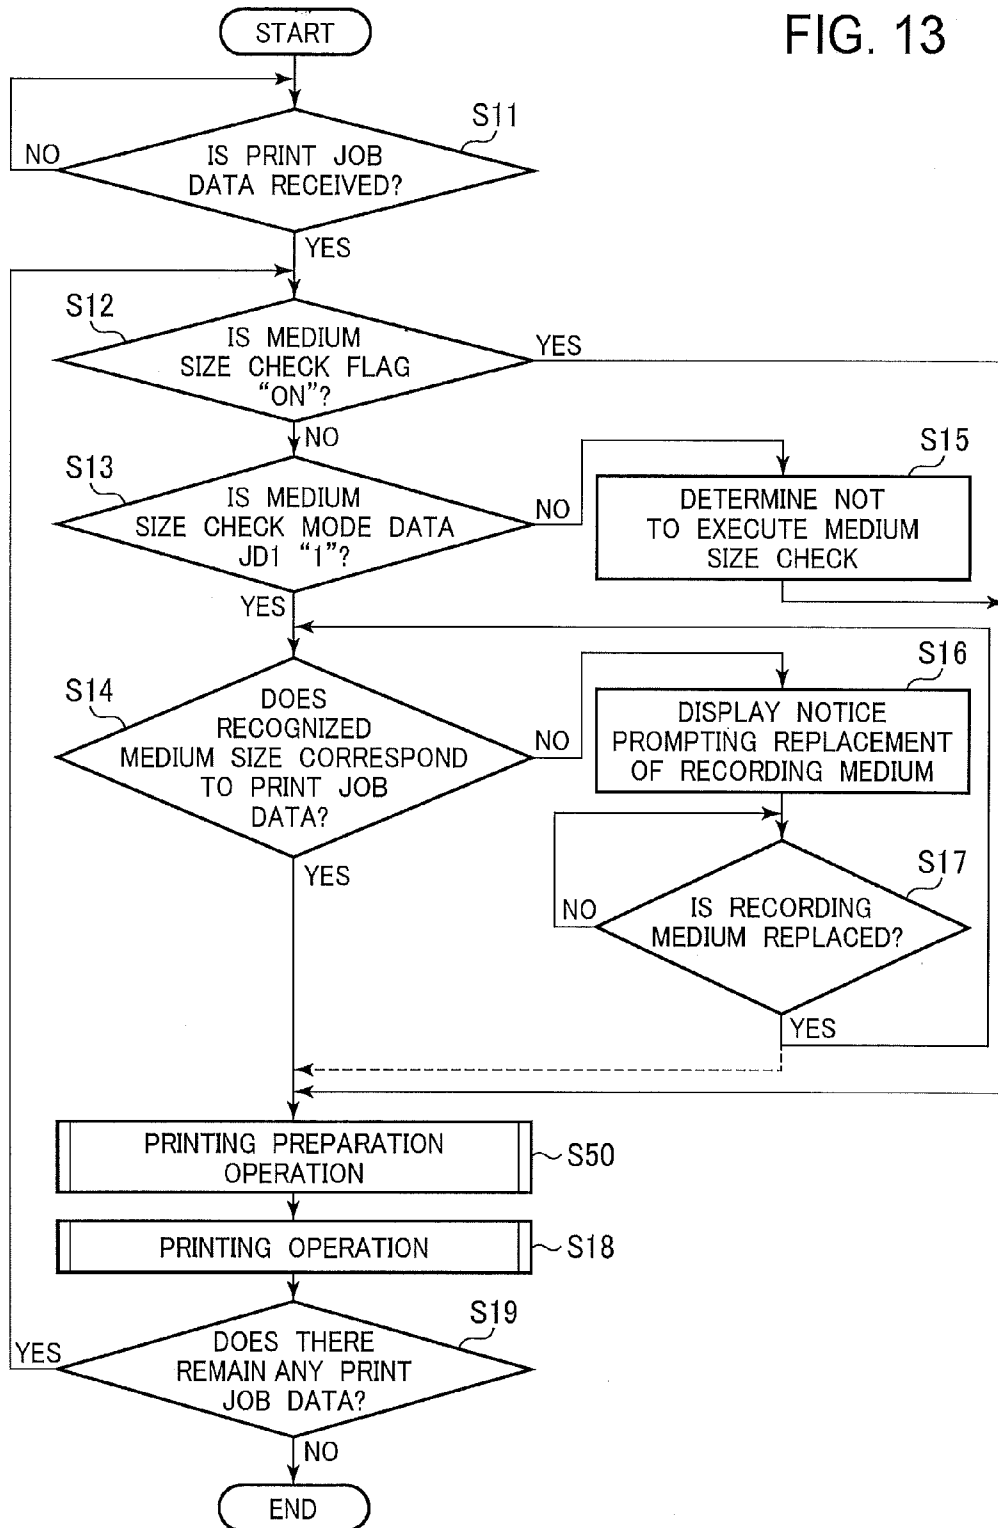 FIG. 13
START
S11
IS PRINT JOB
DATA RECEIVED?
NO
YES
S12
IS MEDIUM
SIZE CHECK FLAG
“ON”?
YES
NO
S13
IS MEDIUM
SIZE CHECK MODE DATA
JD1 “1”?
NO
YES
S15
DETERMINE NOT
TO EXECUTE MEDIUM
SIZE CHECK
S14
DOES
RECOGNIZED
MEDIUM SIZE CORRESPOND
TO PRINT JOB
DATA?
NO
YES
S16
DISPLAY NOTICE
PROMPTING REPLACEMENT
OF RECORDING MEDIUM
S17
IS RECORDING
MEDIUM REPLACED?
NO
YES
PRINTING PREPARATION
OPERATION
S50
PRINTING OPERATION
S18
S19
DOES THERE
REMAIN ANY PRINT
JOB DATA?
YES
NO
END